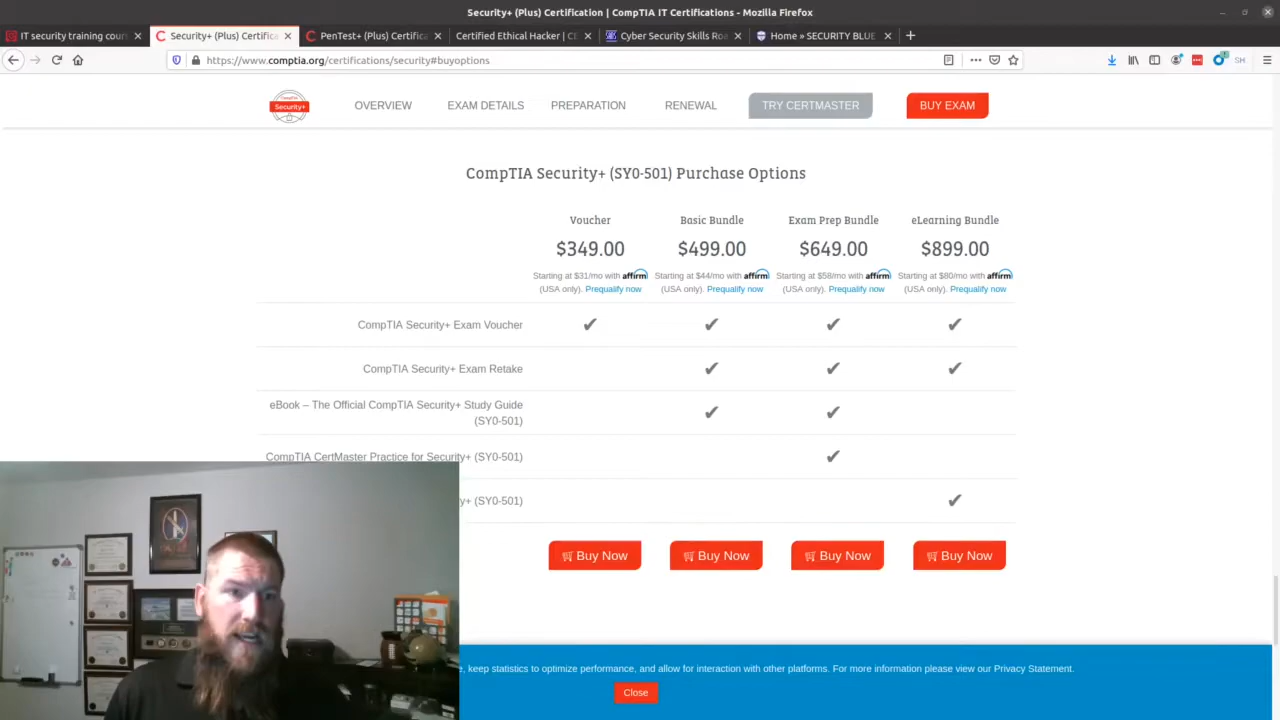 Security+ (Plus) | CompTIA IT Certifications - Mozilla Firefox
IT security training cours
Security+ (Plus) Certifica
PenTest+ (Plus) Certifica
Certified Ethical Hacker | CE
Cyber Security Skills Roa
Home » SECURITY BLUE
https://www.comptia.org/certifications/security#buyoptions
SH
CompTIA
Security+
OVERVIEW
EXAM DETAILS
PREPARATION
RENEWAL
TRY CERTMASTER
BUY EXAM
CompTIA Security+ (SY0-501) Purchase Options
Voucher
Basic Bundle
Exam Prep Bundle
eLearning Bundle
$349.00
$499.00
$649.00
$899.00
Starting at $31/mo with affirm
(USA only). Prequalify now
Starting at $44/mo with affirm
(USA only). Prequalify now
Starting at $58/mo with affirm
(USA only). Prequalify now
Starting at $80/mo with affirm
(USA only). Prequalify now
CompTIA Security+ Exam Voucher
CompTIA Security+ Exam Retake
eBook – The Official CompTIA Security+ Study Guide
(SY0-501)
CompTIA CertMaster Practice for Security+ (SY0-501)
y+ (SY0-501)
Buy Now
Buy Now
Buy Now
Buy Now
keep statistics to optimize performance, and allow for interaction with other platforms. For more information please view our Privacy Statement.
Close